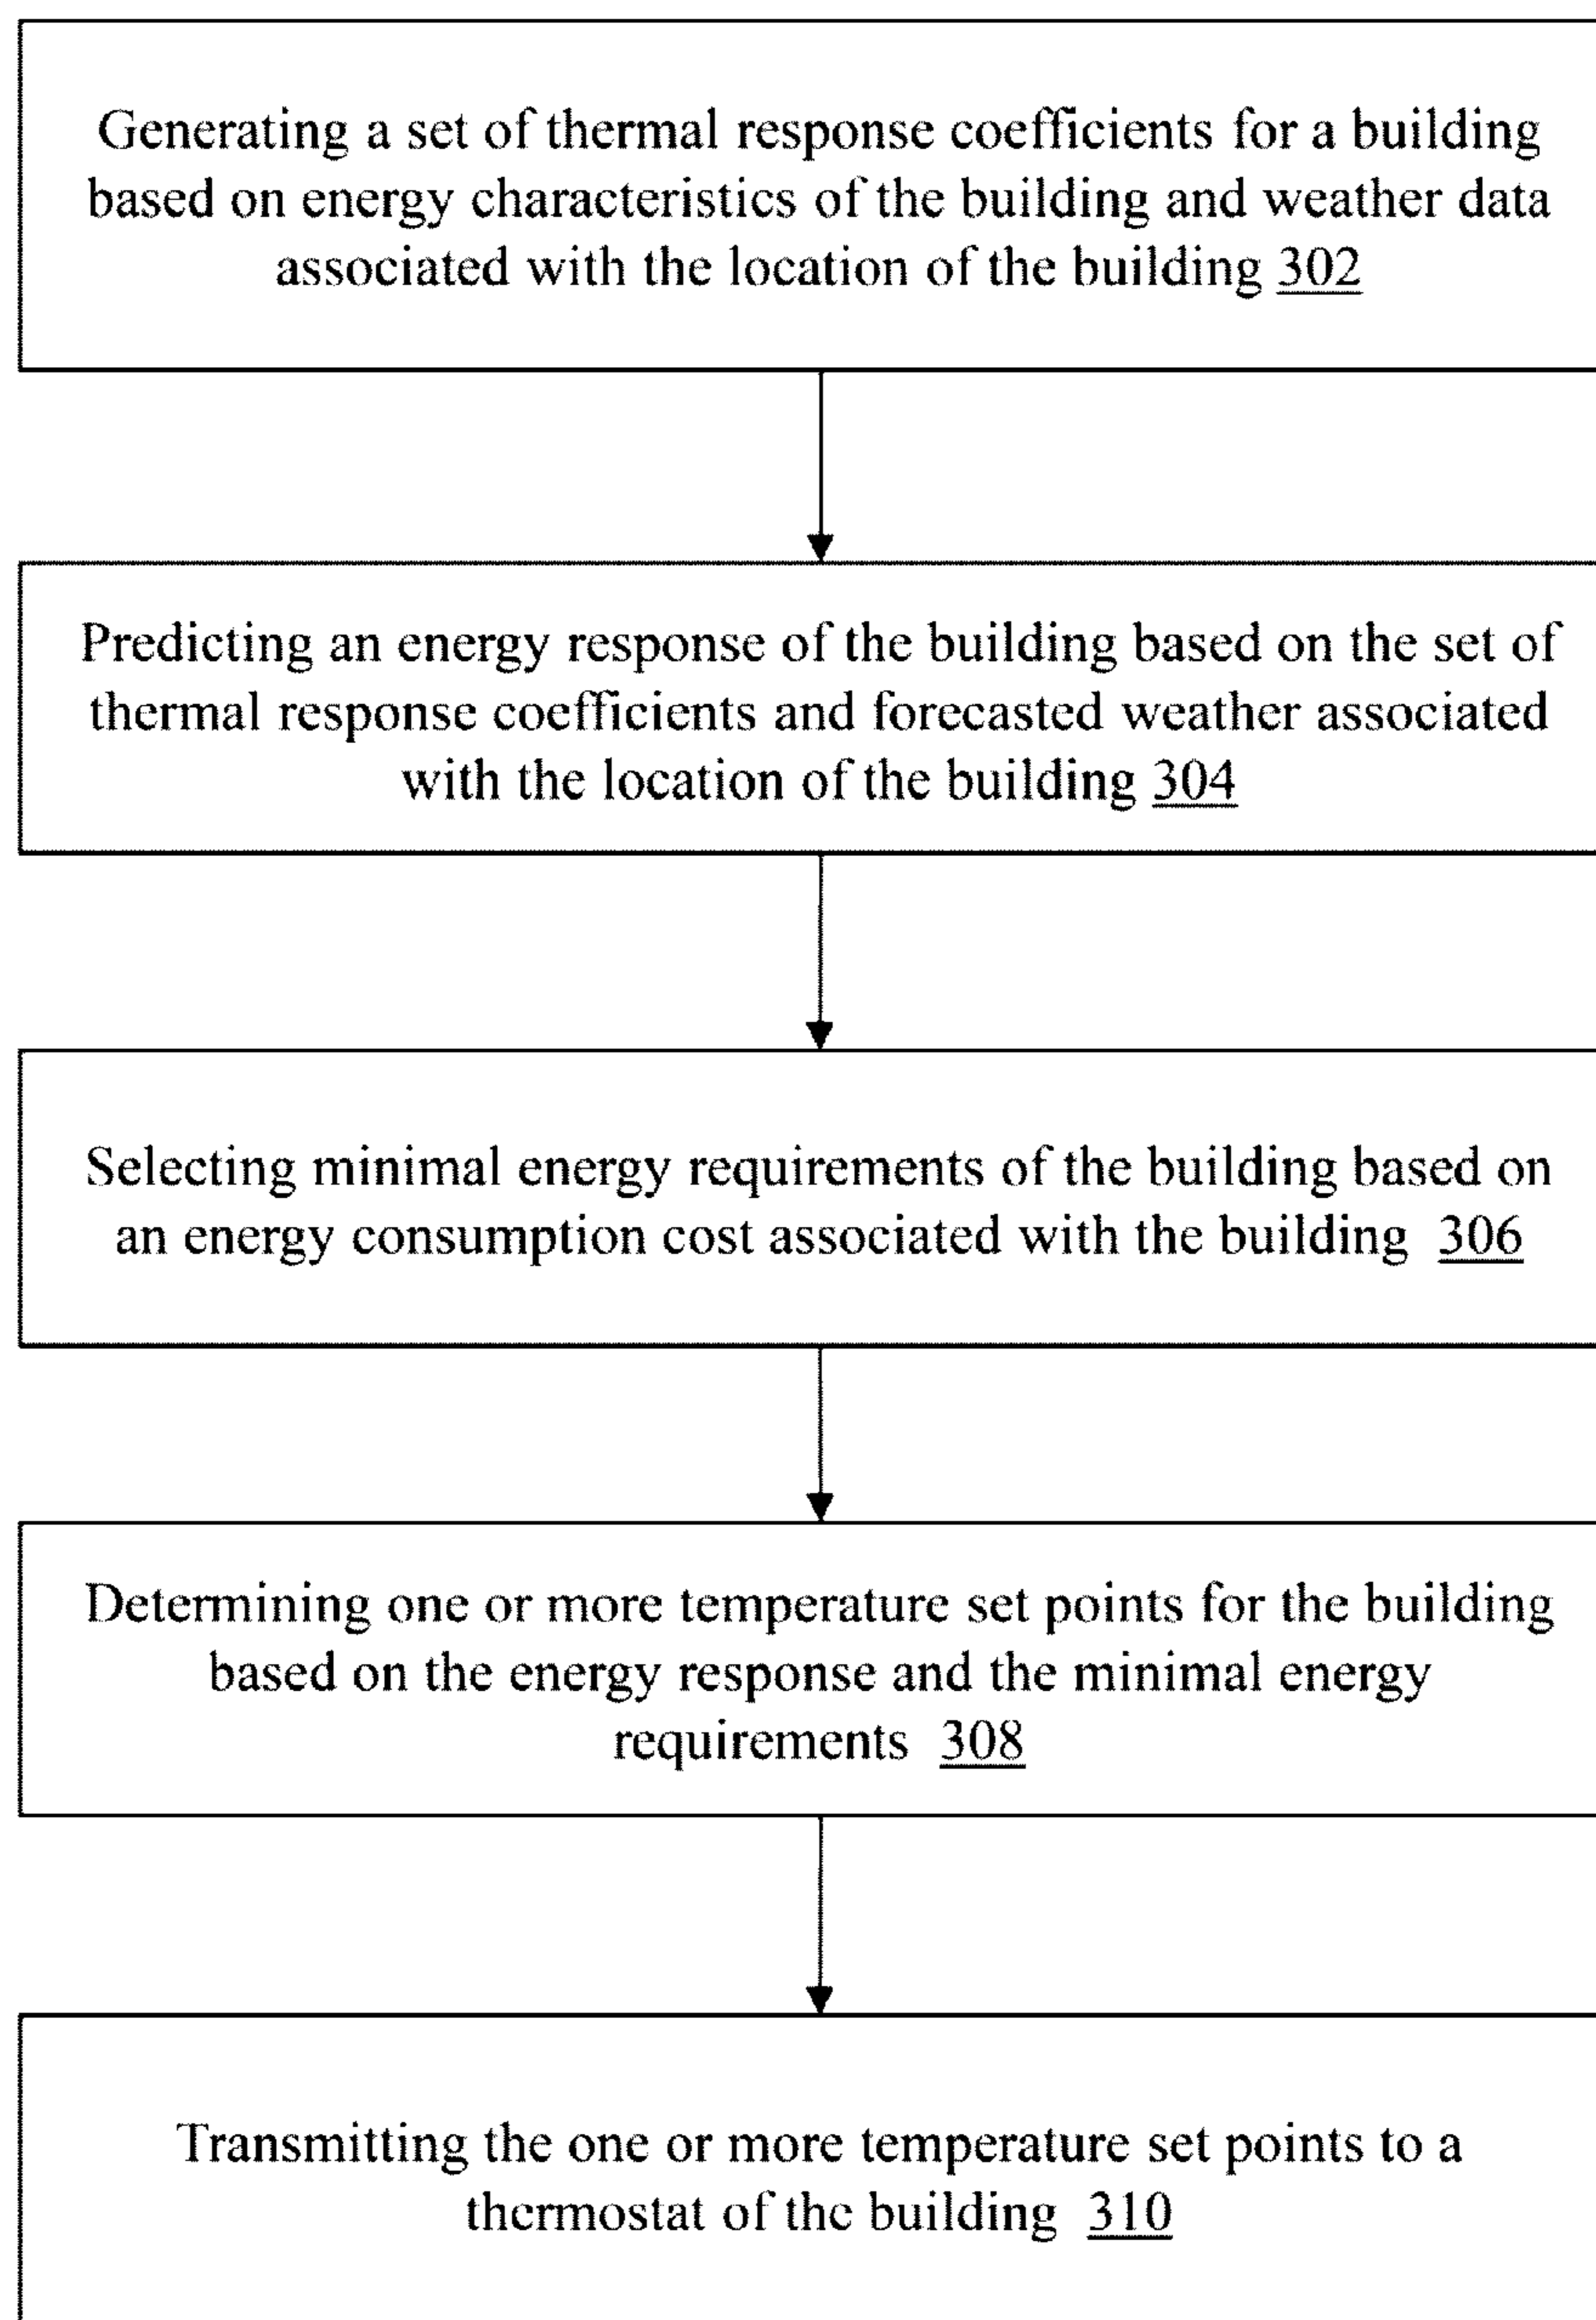 Generating a set of thermal response coefficients for a building
based on energy characteristics of the building and weather data
associated with the location of the building 302
Predicting an energy response of the building based on the set of
thermal response coefficients and forecasted weather associated
with the location of the building 304
Selecting minimal energy requirements of the building based on
an energy consumption cost associated with the building 306
Determining one or more temperature set points for the building
based on the energy response and the minimal energy
requirements 308
Transmitting the one or more temperature set points to a
thermostat of the building 310